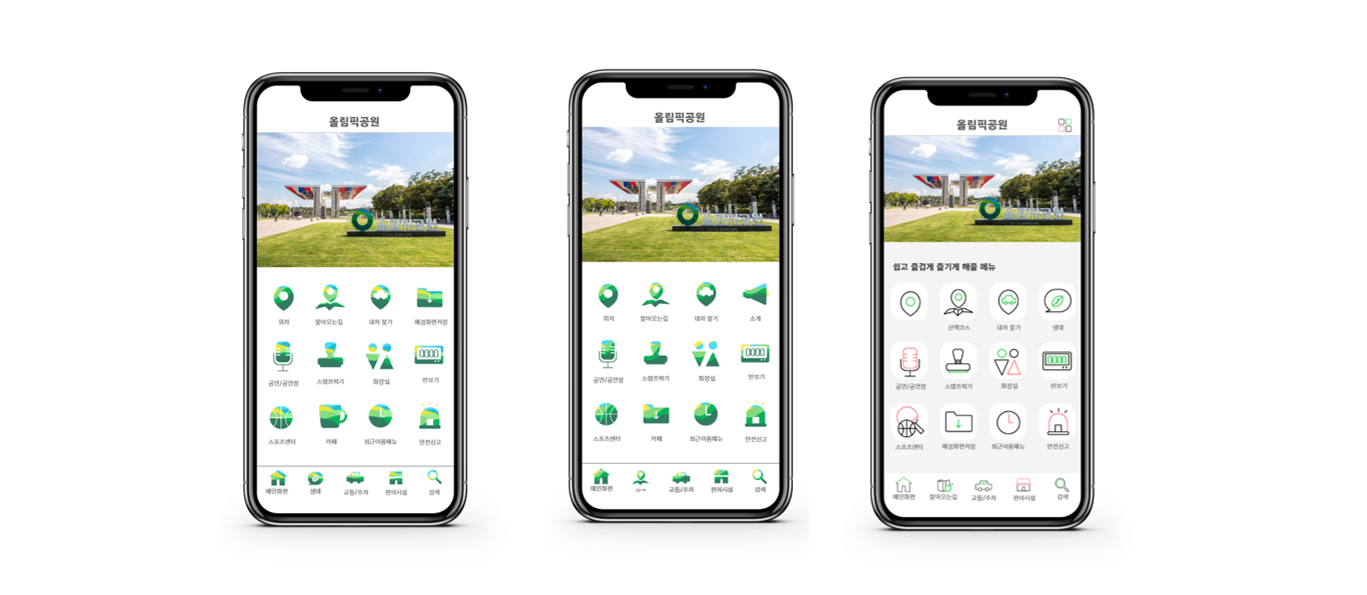 올림픽공원
위치
찾아오는길
내차 찾기
배경화면저장
공연/공연장
스탬프찍기
화장실
만보기
스포츠센터
카페
최근이용메뉴
안전신고
메인화면
생태
교통/주차
편의시설
검색
올림픽공원
위치
찾아오는길
내차 찾기
소개
공연/공연장
스탬프찍기
화장실
만보기
스포츠센터
카페
최근이용메뉴
안전신고
메인화면
교통/주차
편의시설
검색
올림픽공원
쉽고 즐겁게 즐기게 해줄 메뉴
산책코스
내차 찾기
생태
공연/공연장
스탬프찍기
화장실
만보기
스포츠센터
배경화면저장
최근이용메뉴
안전신고
메인화면
찾아오는길
교통/주차
편의시설
검색